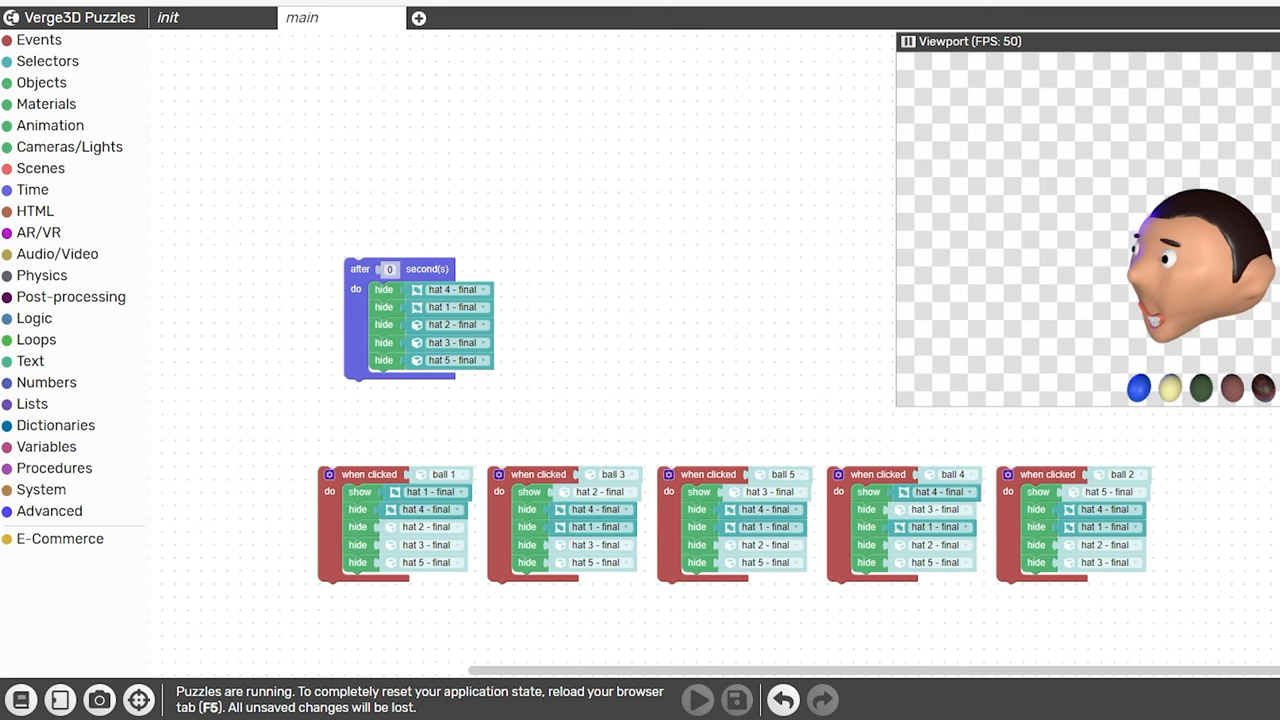 Verge3D Puzzles
init
main
Viewport (FPS: 50)
Events
Selectors
Objects
Materials
Animation
Cameras/Lights
Scenes
Time
HTML
AR/VR
Audio/Video
Physics
Post-processing
Logic
Loops
Text
Numbers
Lists
Dictionaries
Variables
Procedures
System
Advanced
E-Commerce
after 0 second(s)
do hide hat 4 - final
hide hat 1 - final
hide hat 2 - final
hide hat 3 - final
hide hat 5 - final
when clicked ball 1
do show hat 1 - final
hide hat 4 - final
hide hat 2 - final
hide hat 3 - final
hide hat 5 - final
when clicked ball 3
do show hat 2 - final
hide hat 4 - final
hide hat 1 - final
hide hat 3 - final
hide hat 5 - final
when clicked ball 5
do show hat 3 - final
hide hat 4 - final
hide hat 1 - final
hide hat 2 - final
hide hat 5 - final
when clicked ball 4
do show hat 4 - final
hide hat 3 - final
hide hat 1 - final
hide hat 2 - final
hide hat 5 - final
when clicked ball 2
do show hat 5 - final
hide hat 4 - final
hide hat 1 - final
hide hat 2 - final
hide hat 3 - final
Puzzles are running. To completely reset your application state, reload your browser
tab (F5). All unsaved changes will be lost.